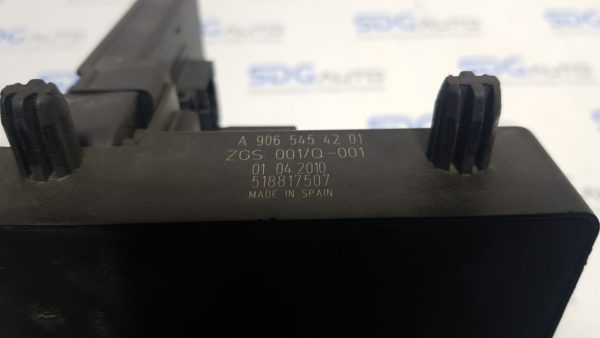 SDG AUTO
A 906 545 42 01
ZGS 001/Q-001
01 04 2010
518817507
MADE IN SPAIN